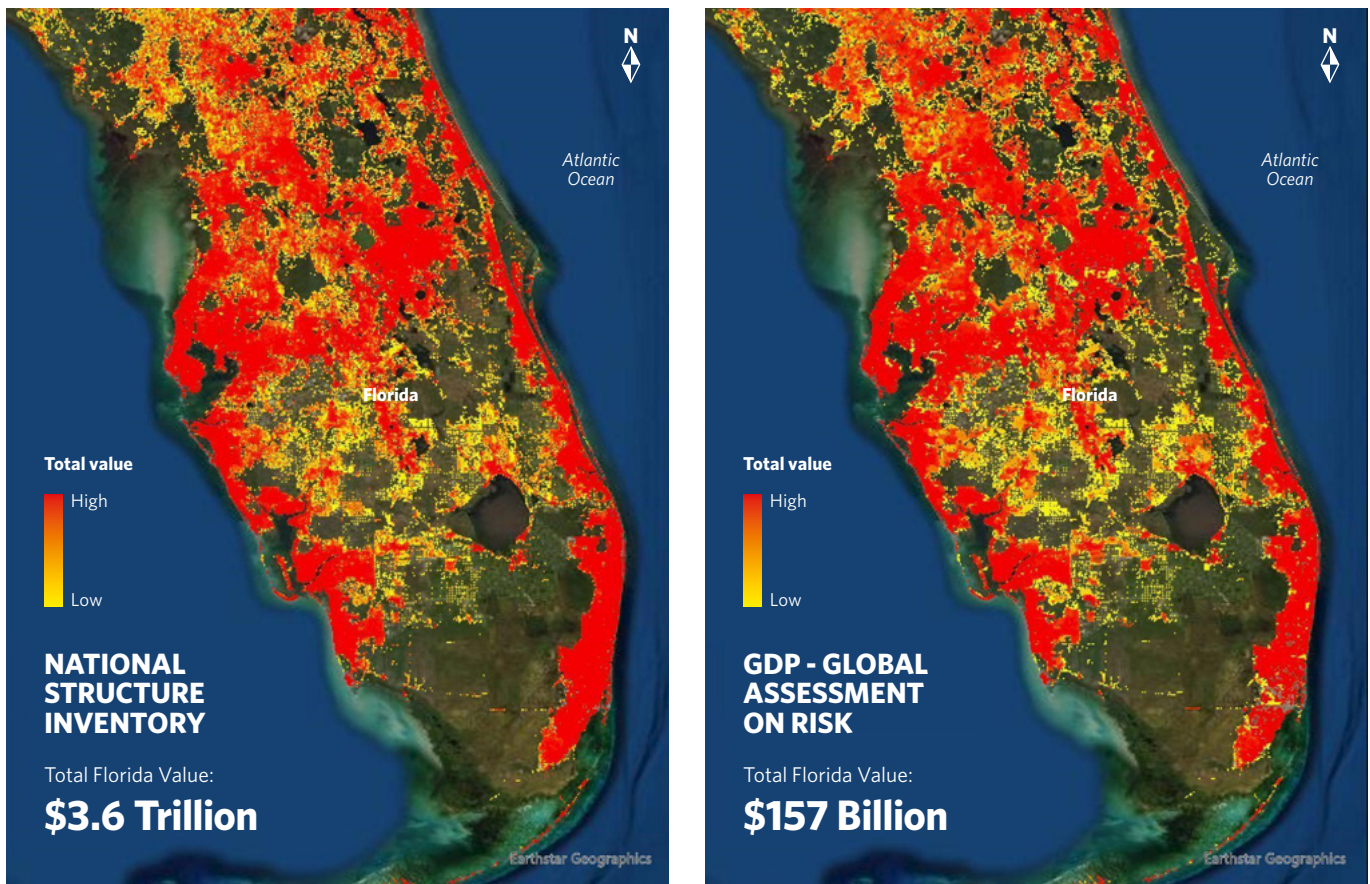 N
Atlantic
Ocean
Florida
Total value
High
Low
NATIONAL
STRUCTURE
INVENTORY
Total Florida Value:
$3.6 Trillion
Earthstar Geographics
N
Atlantic
Ocean
Florida
Total value
High
Low
GDP - GLOBAL
ASSESSMENT
ON RISK
Total Florida Value:
$157 Billion
Earthstar Geographics